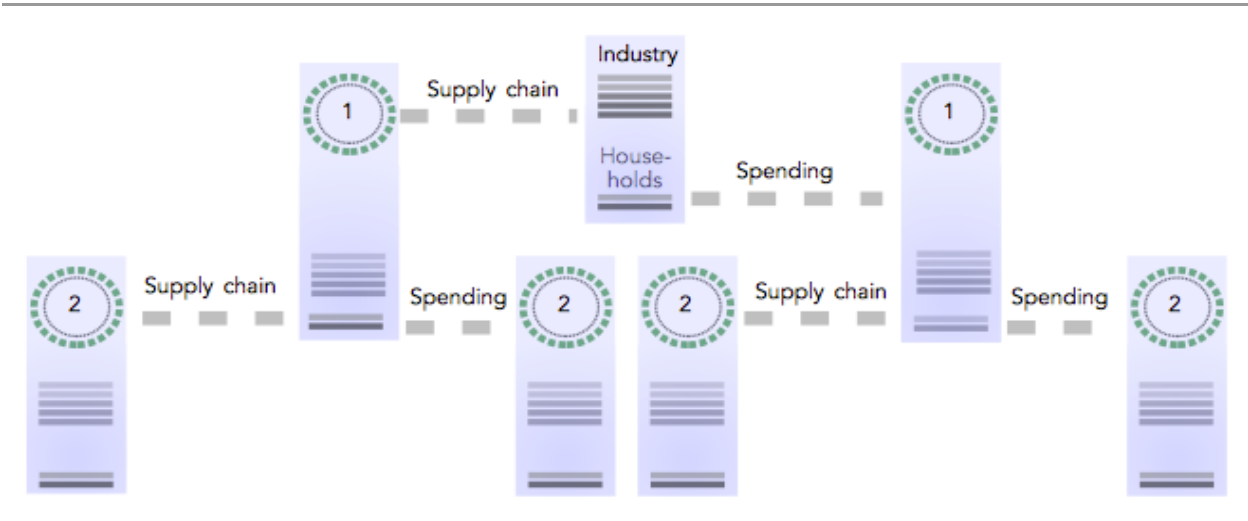 Industry
Supply chain
1
1
House-
holds
Spending
Supply chain
Supply chain
Spending
Spending
2
2
2
2